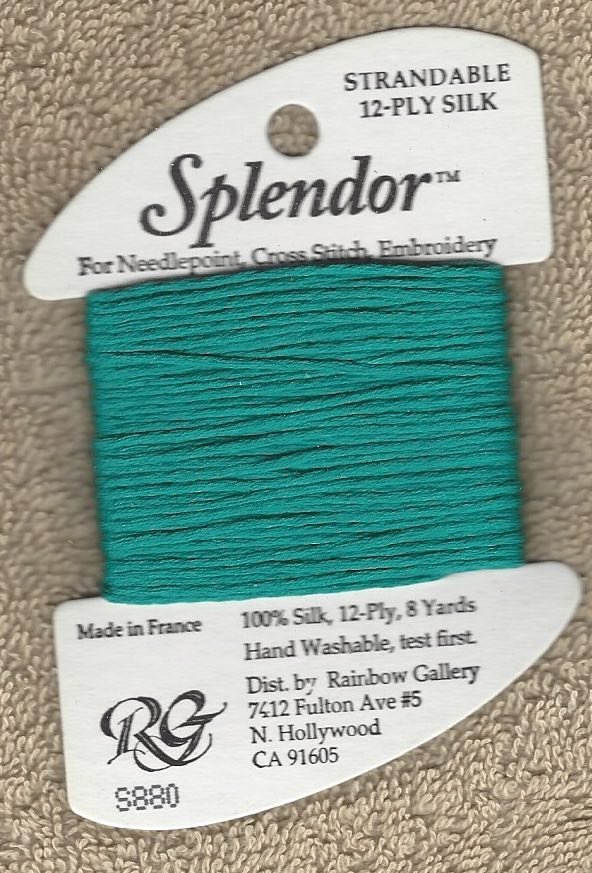 STRANDABLE
12-PLY SILK
Splendor™
For Needlepoint, Cross Stitch, Embroidery
Made in France
100% Silk, 12-Ply, 8 Yards
Hand Washable, test first.
Dist. by Rainbow Gallery
7412 Fulton Ave #5
N. Hollywood
CA 91605
RG
S880